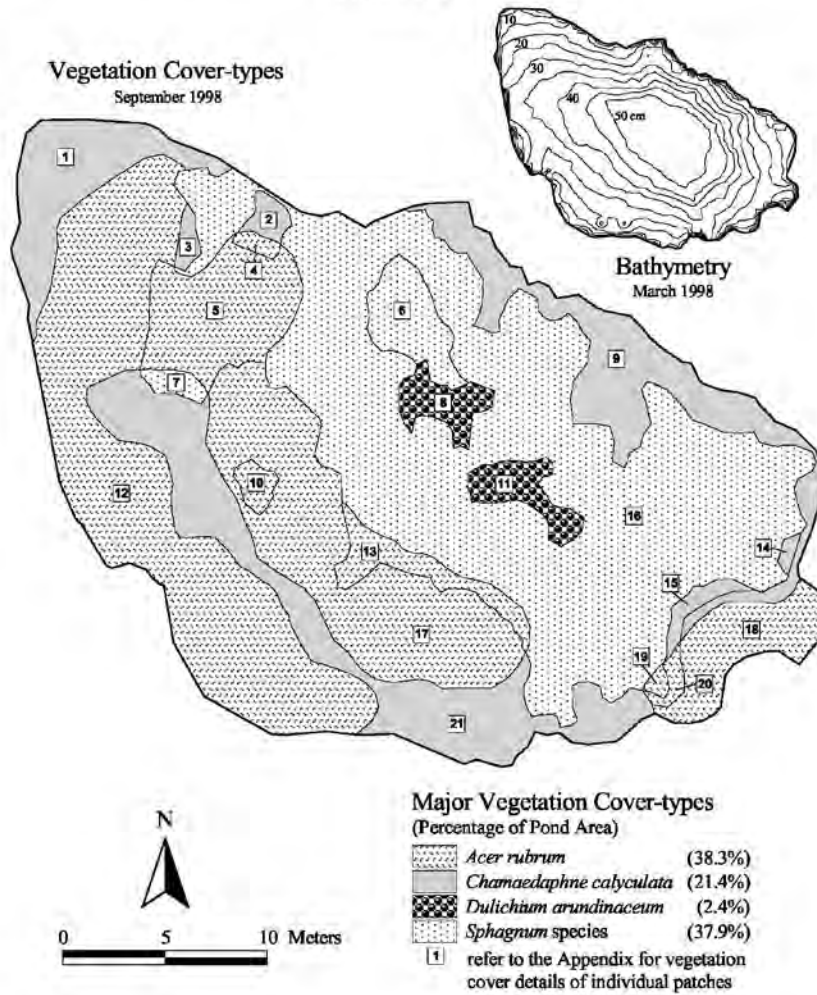 Vegetation Cover-types
September 1998
10
20
30
40
50 cm
Bathymetry
March 1998
1
2
3
4
5
6
7
8
9
10
11
12
13
14
15
16
17
18
19
20
21
N
0 5 10 Meters
Major Vegetation Cover-types
(Percentage of Pond Area)
Acer rubrum (38.3%)
Chamaedaphne calyculata (21.4%)
Dulichium arundinaceum (2.4%)
Sphagnum species (37.9%)
1 refer to the Appendix for vegetation
cover details of individual patches